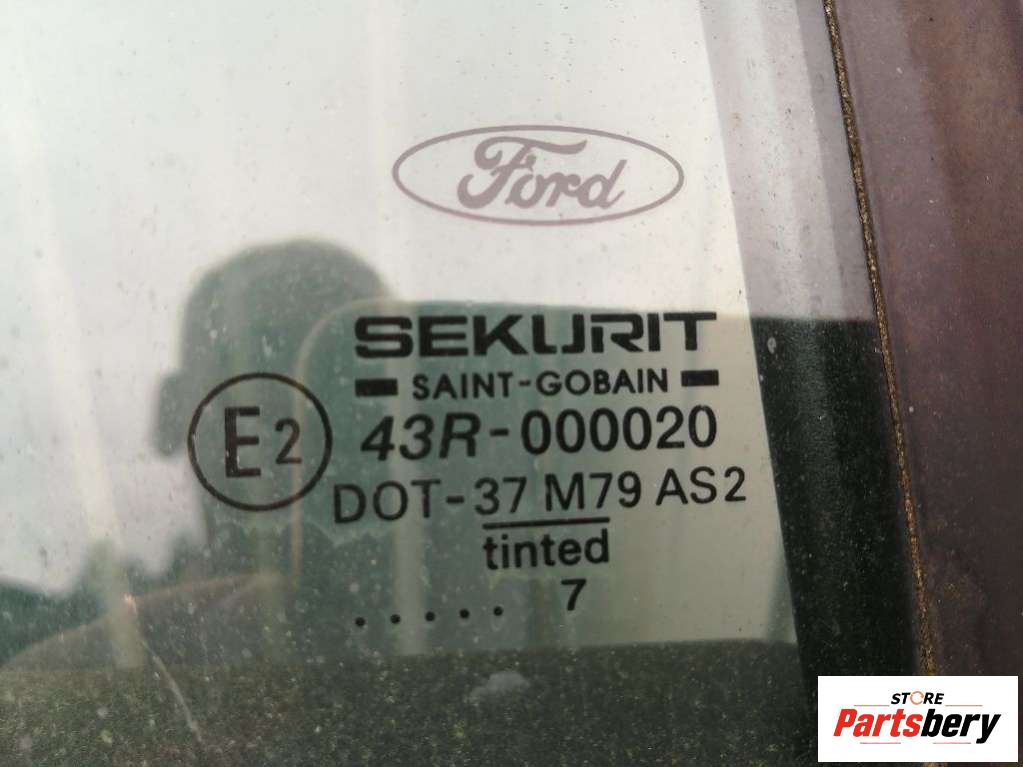 Ford
SEKURIT
SAINT-GOBAIN
E2
43R-000020
DOT-37 M79 AS2
tinted
..... 7
STORE
Partsbery